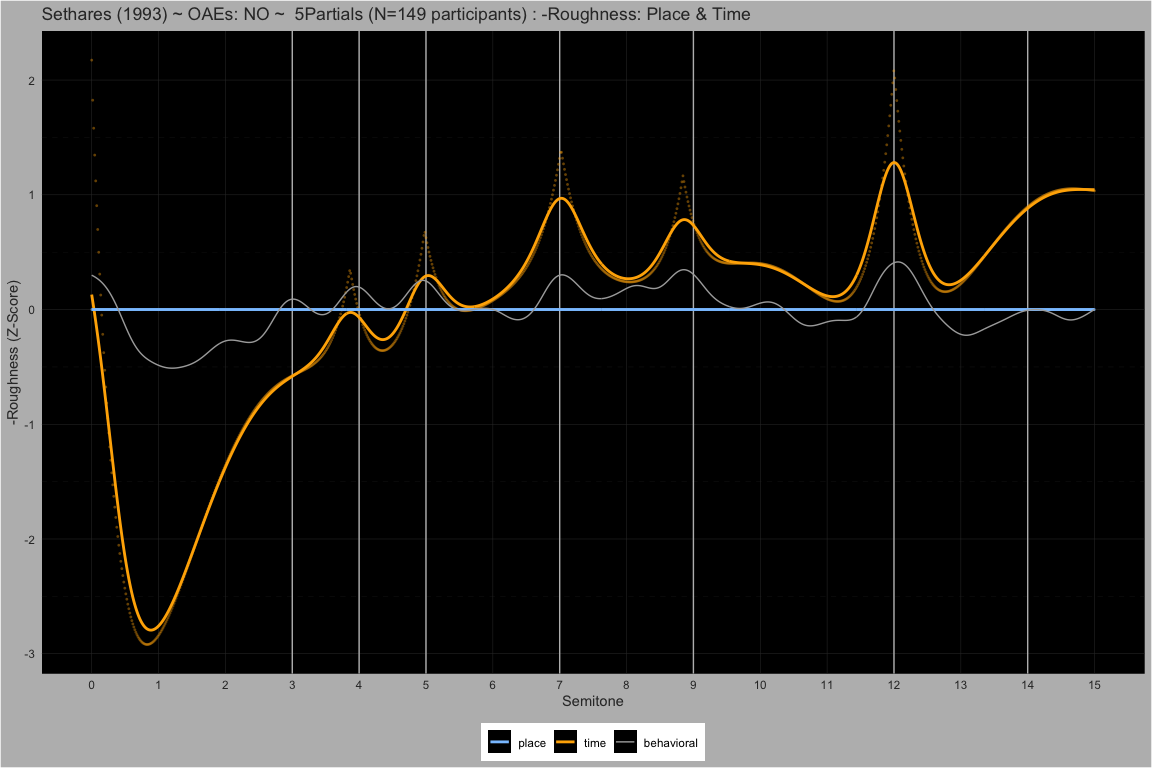 Sethares (1993) ~ OAEs: NO ~  5Partials (N=149 participants) : -Roughness: Place & Time
-Roughness (Z-Score)
2
1
0
-1
-2
-3
0 1 2 3 4 5 6 7 8 9 10 11 12 13 14 15
Semitone
place time behavioral